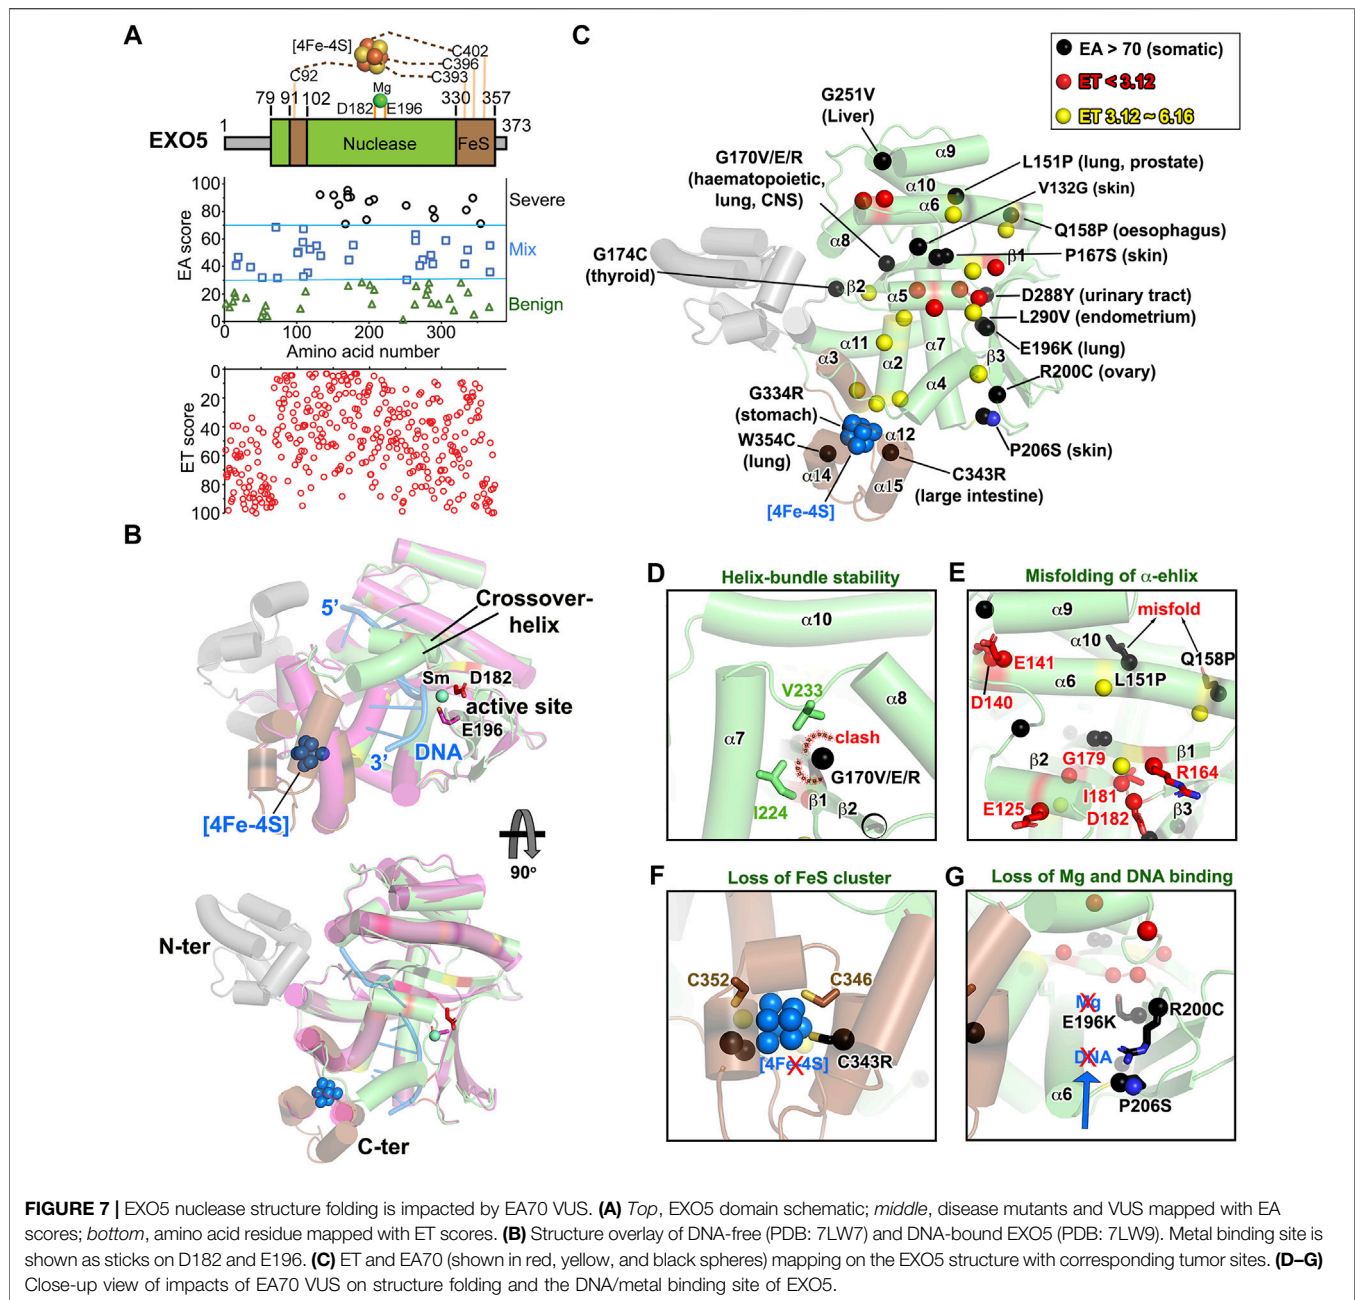 A
[4Fe-4S]
C402
C396
C393
C92
Mg
D182 E196
79 91 102 330 357
1
373
EXO5
Nuclease
FeS
EA score
100
80
60
40
20
0
Severe
Mix
Benign
0 100 200 300
Amino acid number
ET score
0
20
40
60
80
100
B
5’
Crossover-
helix
Sm
D182
active site
E196
3’
DNA
[4Fe-4S]
90°
N-ter
C-ter
C
EA > 70 (somatic)
ET < 3.12
ET 3.12 ~ 6.16
G251V
(Liver)
α9
G170V/E/R
(haematopoietic,
lung, CNS)
L151P (lung, prostate)
α10
V132G (skin)
α6
Q158P (oesophagus)
α8
G174C
(thyroid)
β1
P167S (skin)
β2
α5
D288Y (urinary tract)
L290V (endometrium)
α11
α3
α2
α7
β3
E196K (lung)
α4
R200C (ovary)
G334R
(stomach)
α12
P206S (skin)
W354C
(lung)
α14
α15
C343R
(large intestine)
[4Fe-4S]
D
Helix-bundle stability
α10
V233
α8
α7
clash
G170V/E/R
I224
β1
β2
E
Misfolding of α-ehlix
α9
misfold
α10
E141
Q158P
L151P
α6
D140
β2
G179
β1
R164
I181
E125
D182
β3
F
Loss of FeS cluster
C352
C346
[4Fe-4S]
C343R
G
Loss of Mg and DNA binding
Mg
E196K
R200C
DNA
α6
P206S
FIGURE 7 | EXO5 nuclease structure folding is impacted by EA70 VUS. (A) Top, EXO5 domain schematic; middle, disease mutants and VUS mapped with EA
scores; bottom, amino acid residue mapped with ET scores. (B) Structure overlay of DNA-free (PDB: 7LW7) and DNA-bound EXO5 (PDB: 7LW9). Metal binding site is
shown as sticks on D182 and E196. (C) ET and EA70 (shown in red, yellow, and black spheres) mapping on the EXO5 structure with corresponding tumor sites. (D–G)
Close-up view of impacts of EA70 VUS on structure folding and the DNA/metal binding site of EXO5.